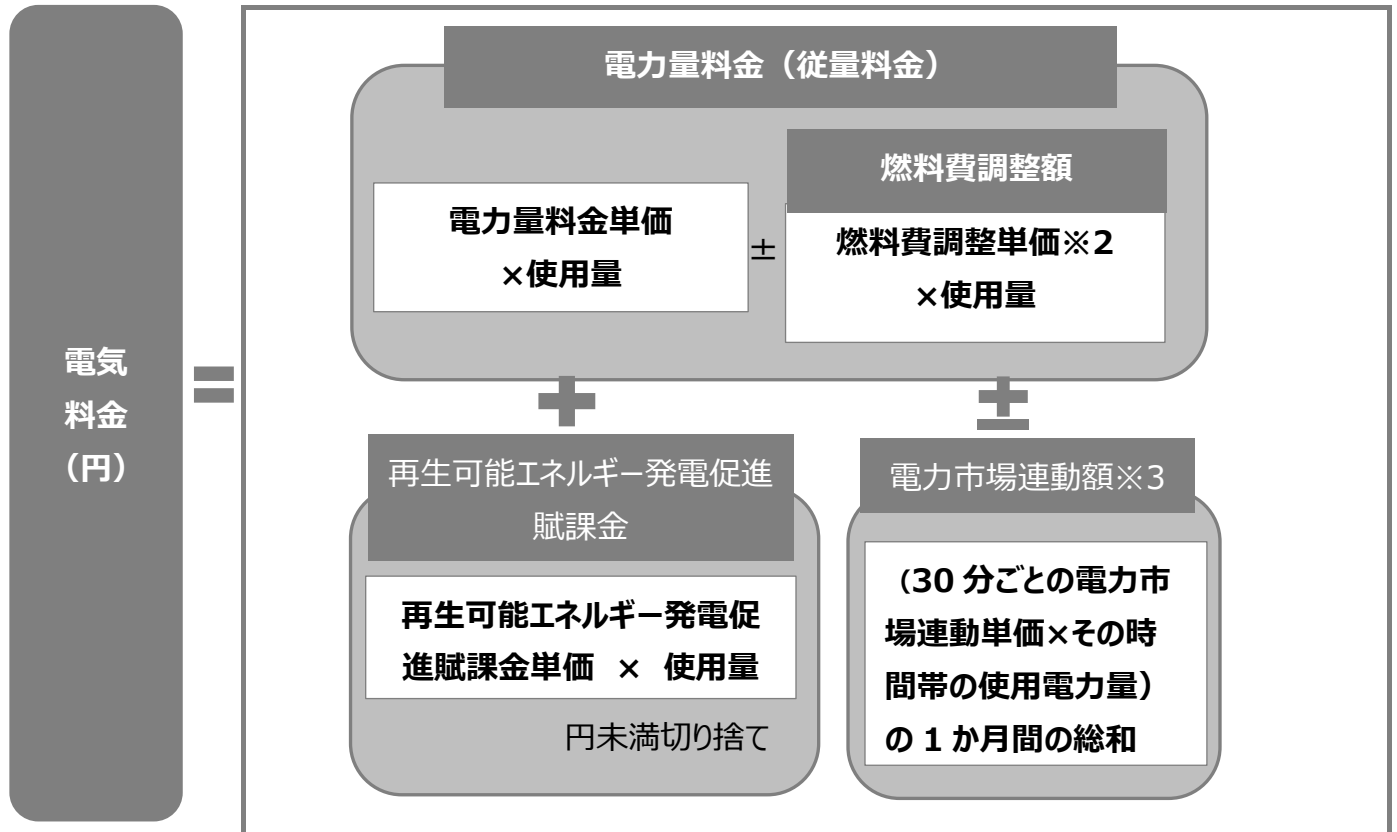 電気
料金
（円）
=
電力量料金（従量料金）
電力量料金単価
×使用量
±
燃料費調整額
燃料費調整単価※2
×使用量
+
±
再生可能エネルギー発電促進
賦課金
再生可能エネルギー発電促
進賦課金単価 × 使用量
円未満切り捨て
電力市場連動額※3
（30 分ごとの電力市
場連動単価×その時
間帯の使用電力量）
の 1 か月間の総和